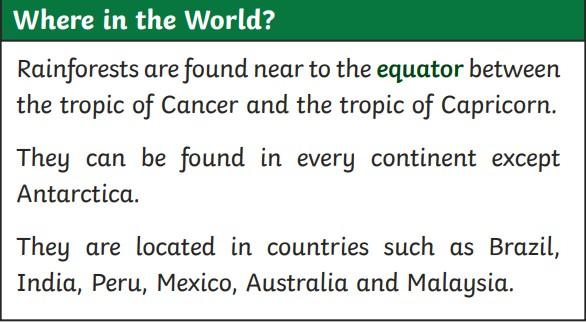 Where in the World?
Rainforests are found near to the equator between
the tropic of Cancer and the tropic of Capricorn.
They can be found in every continent except
Antarctica.
They are located in countries such as Brazil,
India, Peru, Mexico, Australia and Malaysia.